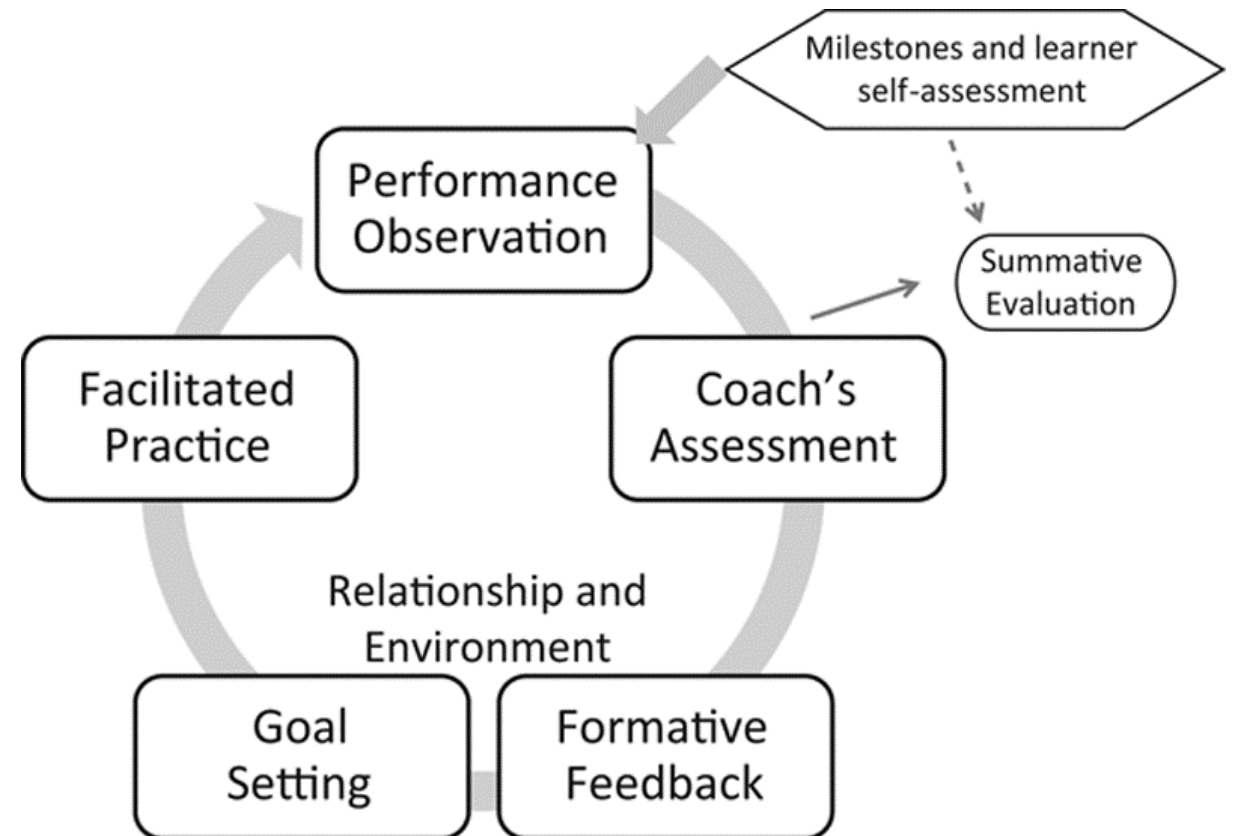 Milestones and learner
self-assessment
Performance
Observation
Summative
Evaluation
Facilitated
Practice
Coach’s
Assessment
Relationship and
Environment
Goal
Setting
Formative
Feedback